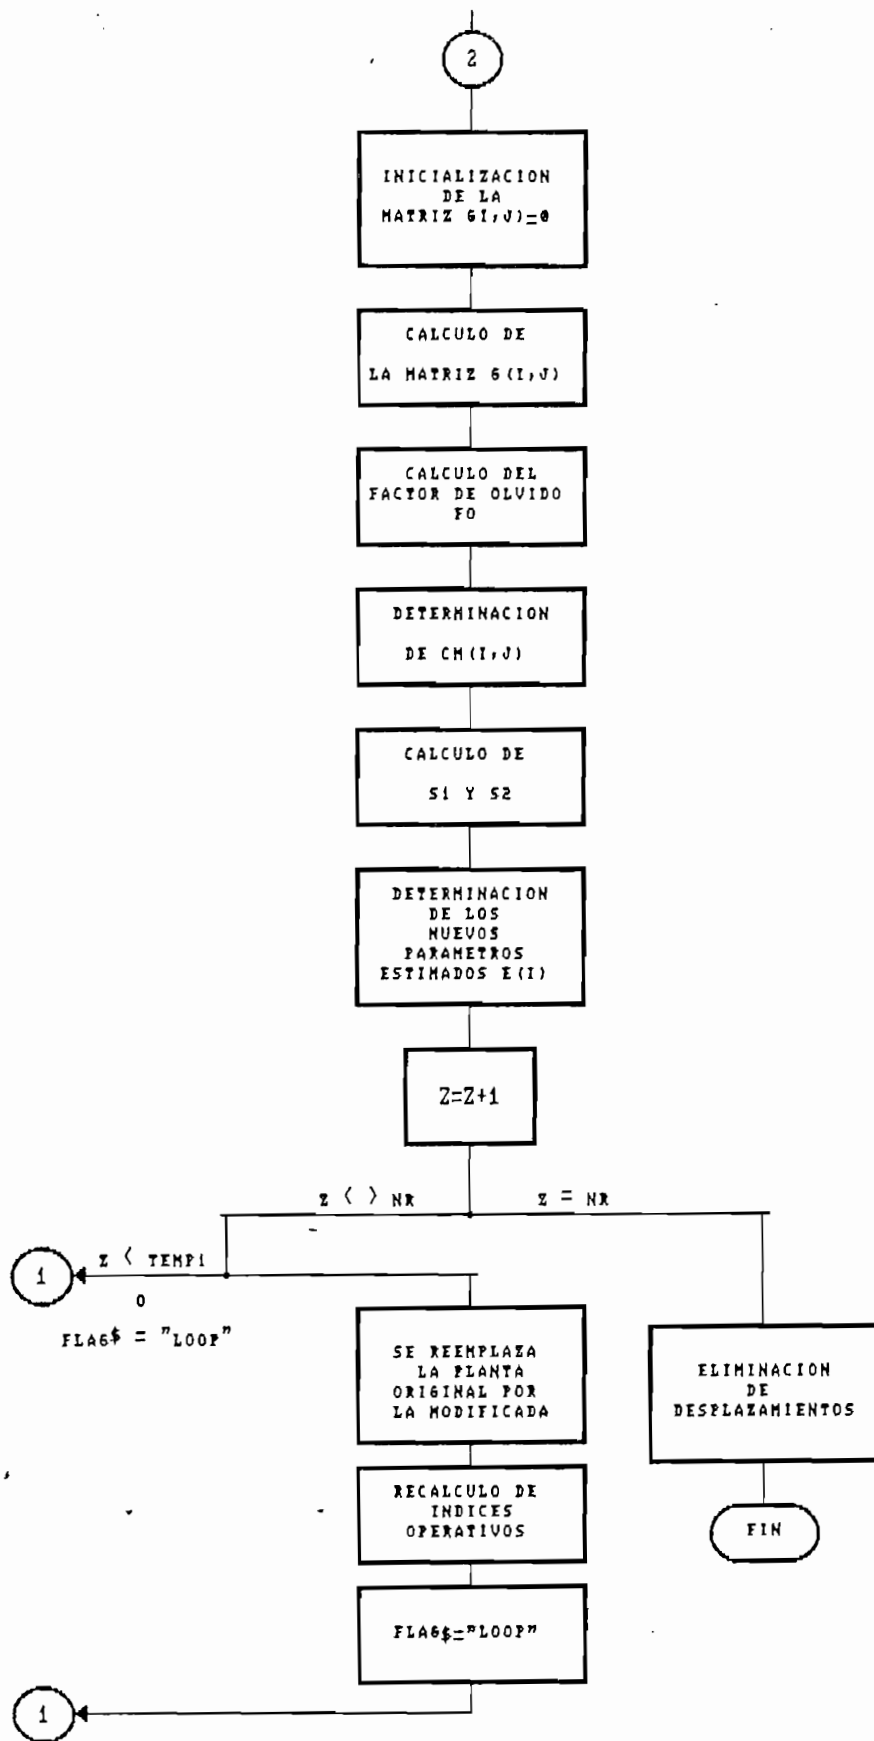 2
INICIALIZACION
DE LA
MATRIZ GI,J)=0
CALCULO DE
LA MATRIZ G(I,J)
CALCULO DEL
FACTOR DE OLVIDO
FO
DETERMINACION
DE CM(I,J)
CALCULO DE
S1 Y S2
DETERMINACION
DE LOS
NUEVOS
PARAMETROS
ESTIMADOS E(I)
Z=Z+1
Z < > NR
Z = NR
1
Z < TEMP1
O
FLAG$ = "LOOP"
SE REEMPLAZA
LA PLANTA
ORIGINAL POR
LA MODIFICADA
ELIMINACION
DE
DESPLAZAMIENTOS
RECALCULO DE
INDICES
OPERATIVOS
FIN
FLAG$="LOOP"
1